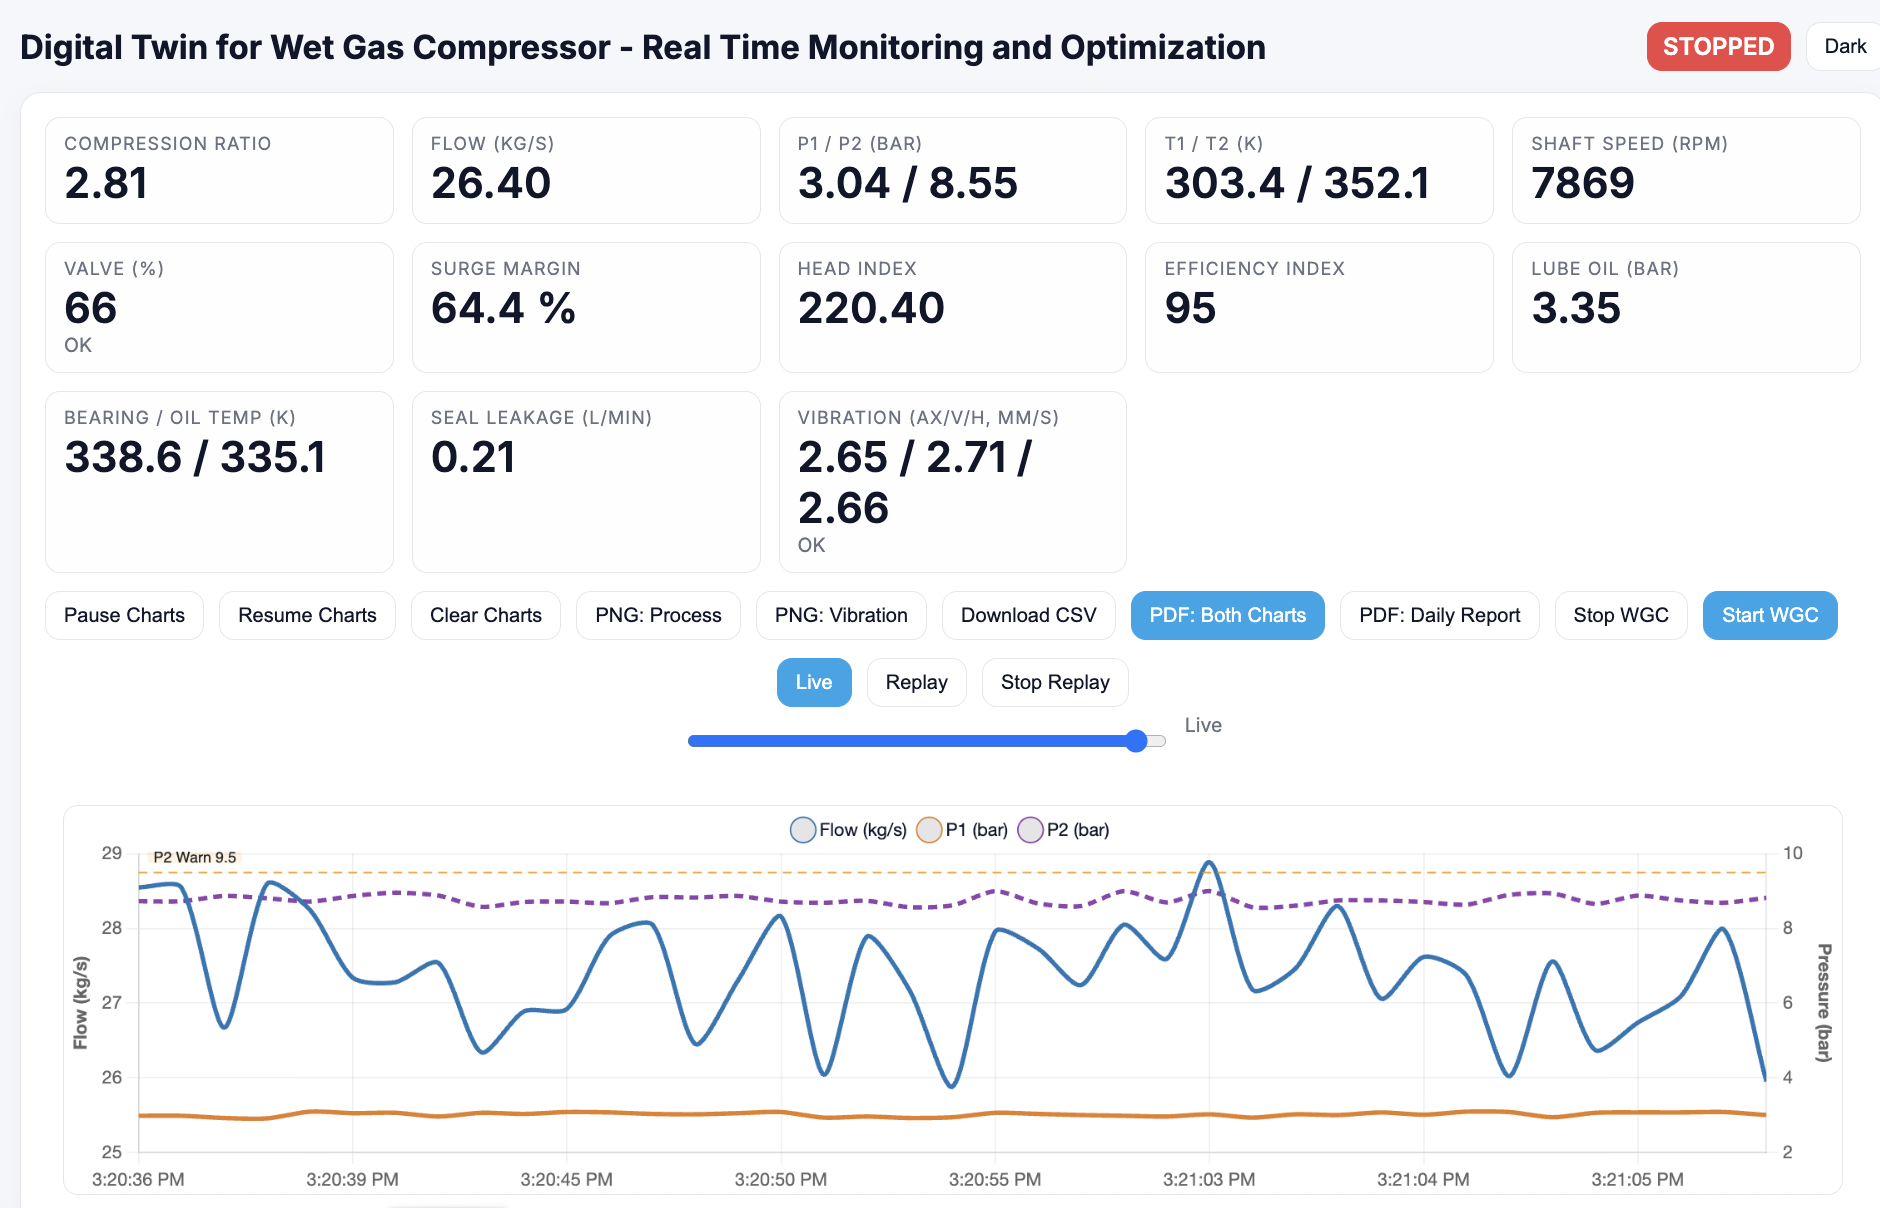 Digital Twin for Wet Gas Compressor - Real Time Monitoring and Optimization
STOPPED
Dark
COMPRESSION RATIO
2.81
FLOW (KG/S)
26.40
P1 / P2 (BAR)
3.04 / 8.55
T1 / T2 (K)
303.4 / 352.1
SHAFT SPEED (RPM)
7869
VALVE (%)
66
OK
SURGE MARGIN
64.4 %
HEAD INDEX
220.40
EFFICIENCY INDEX
95
LUBE OIL (BAR)
3.35
BEARING / OIL TEMP (K)
338.6 / 335.1
SEAL LEAKAGE (L/MIN)
0.21
VIBRATION (AX/V/H, MM/S)
2.65 / 2.71 /
2.66
OK
Pause Charts
Resume Charts
Clear Charts
PNG: Process
PNG: Vibration
Download CSV
PDF: Both Charts
PDF: Daily Report
Stop WGC
Start WGC
Live
Replay
Stop Replay
Live
Flow (kg/s)
P1 (bar)
P2 (bar)
P2 Warn 9.5
29
28
27
26
25
Flow (kg/s)
10
8
6
4
2
Pressure (bar)
3:20:36 PM
3:20:39 PM
3:20:45 PM
3:20:50 PM
3:20:55 PM
3:21:03 PM
3:21:04 PM
3:21:05 PM